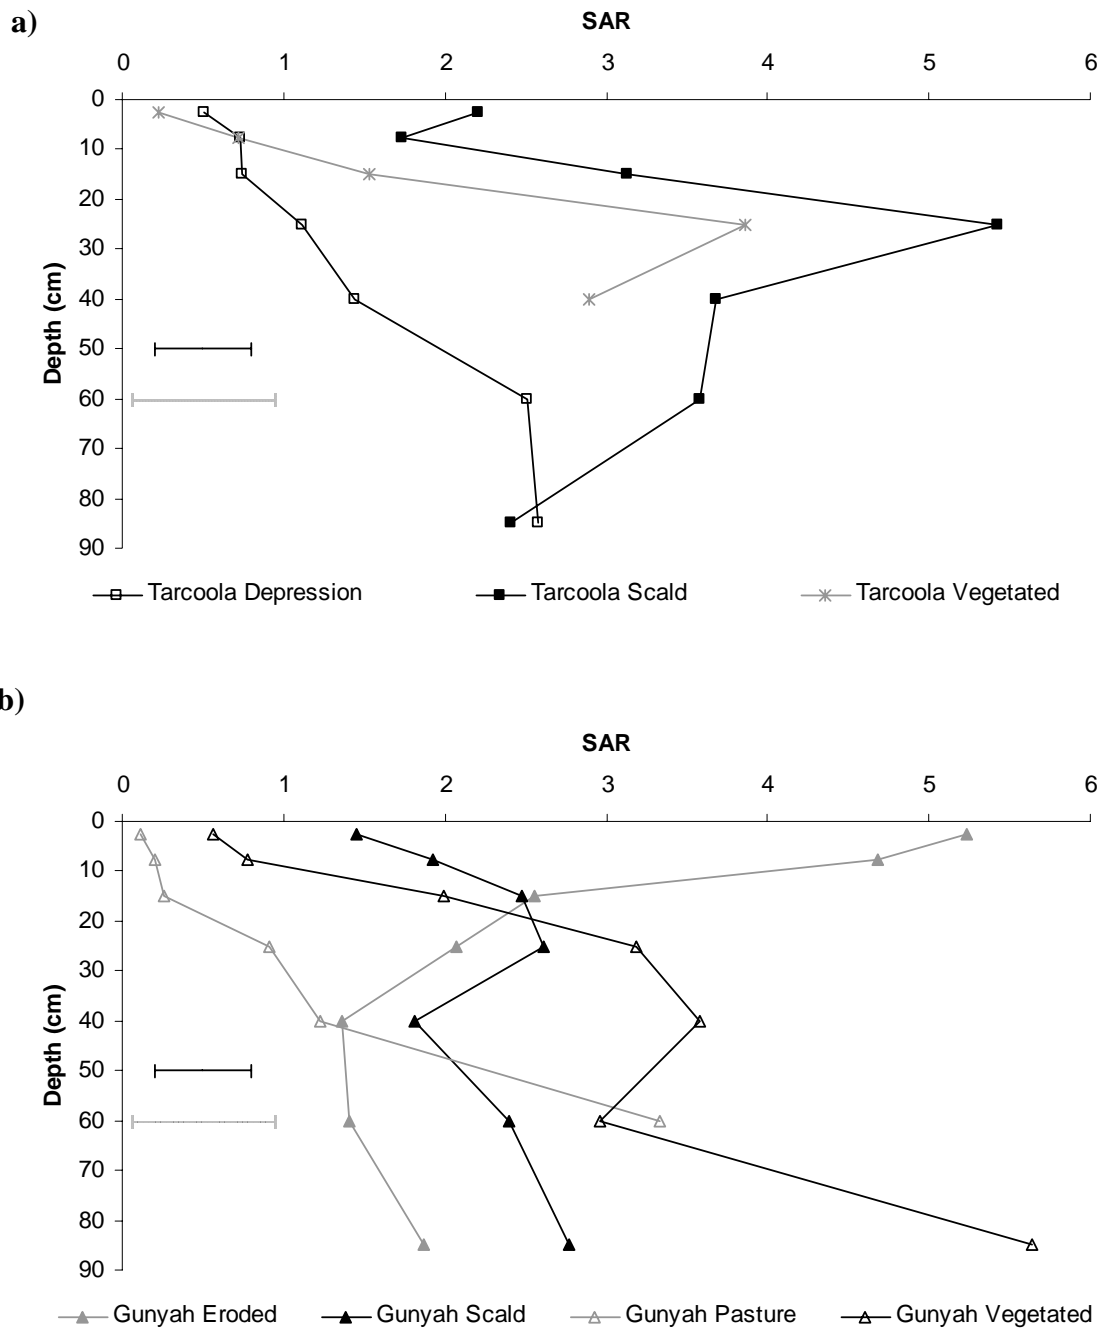 a)
SAR
0 1 2 3 4 5 6
0
10
20
30
40
50
60
70
80
90
Depth (cm)
Tarcoola Depression Tarcoola Scald Tarcoola Vegetated
b)
SAR
0 1 2 3 4 5 6
0
10
20
30
40
50
60
70
80
90
Depth (cm)
Gunyah Eroded Gunyah Scald Gunyah Pasture Gunyah Vegetated